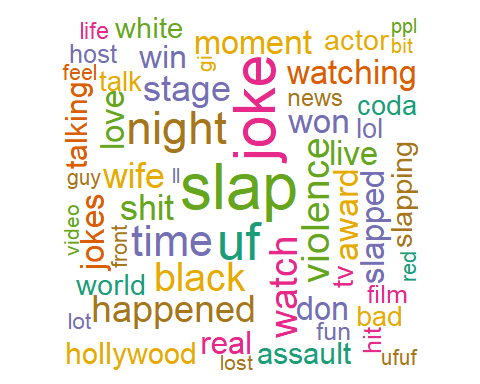 life
white
ppl
host
win
moment
actor
bit
feel
talk
gi
stage
joke
watching
talking
love
night
news
coda
won
lol
guy
wife
ll
slap
violence
live
award
slapped
slapping
video
jokes
front
shit
time
uf
watch
tv
red
world
black
don
film
lot
happened
fun
bad
hollywood
real
lost
assault
hit
ufuf